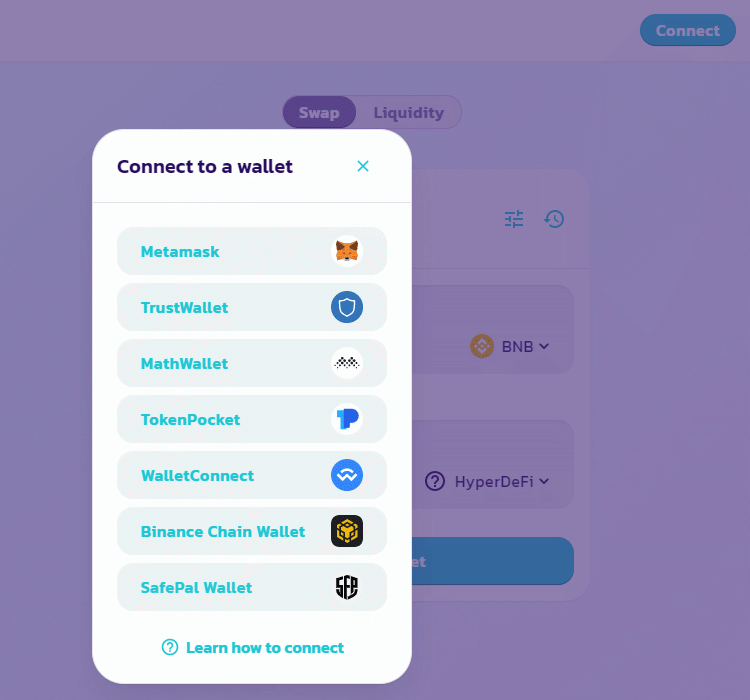 Connect
Swap
Liquidity
Connect to a wallet
Metamask
TrustWallet
MathWallet
BNB
TokenPocket
WalletConnect
HyperDeFi
Binance Chain Wallet
SafePal Wallet
Learn how to connect